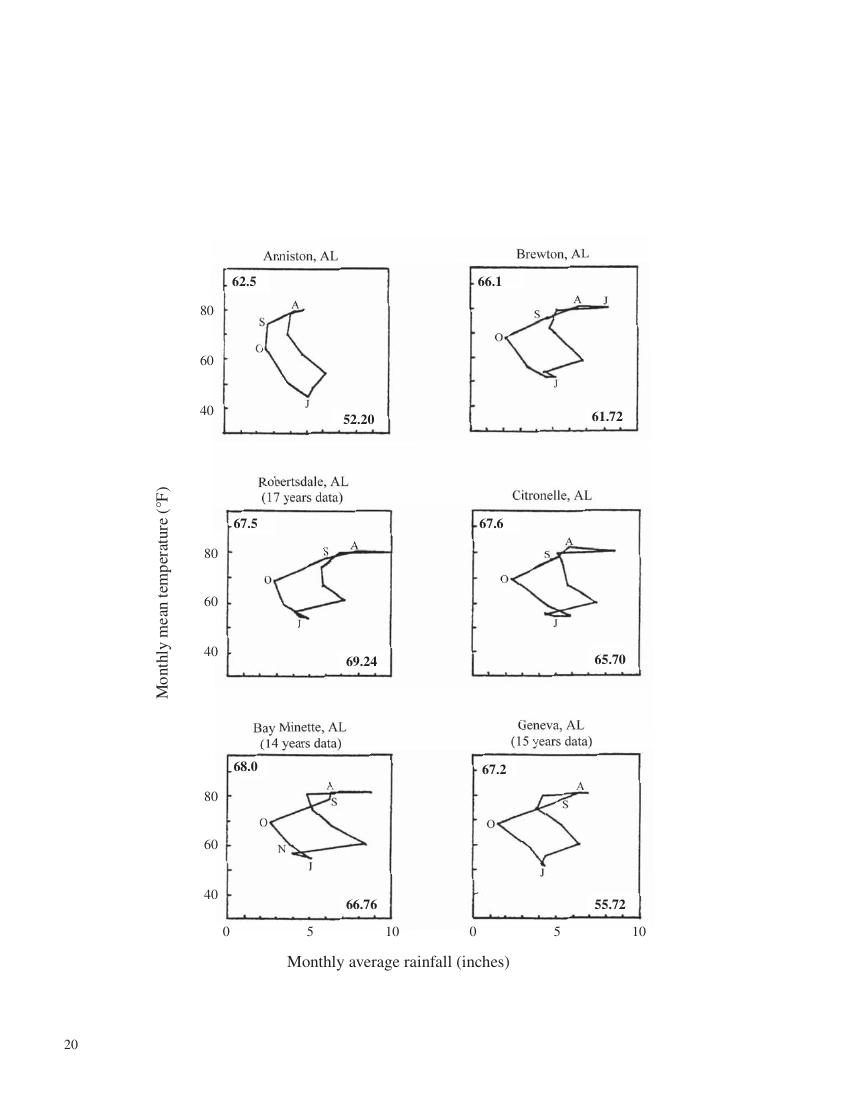 Anniston, AL
62.5
80
60
40
A
S
O
J
52.20
Brewton, AL
66.1
A
J
S
O
J
61.72
Monthly mean temperature (°F)
Robertsdale, AL
(17 years data)
67.5
80
60
40
S
A
O
J
69.24
Citronelle, AL
67.6
A
S
O
J
65.70
Bay Minette, AL
(14 years data)
68.0
80
60
40
A
S
O
N
J
66.76
0
5
10
Geneva, AL
(15 years data)
67.2
A
S
O
J
55.72
0
5
10
Monthly average rainfall (inches)
20